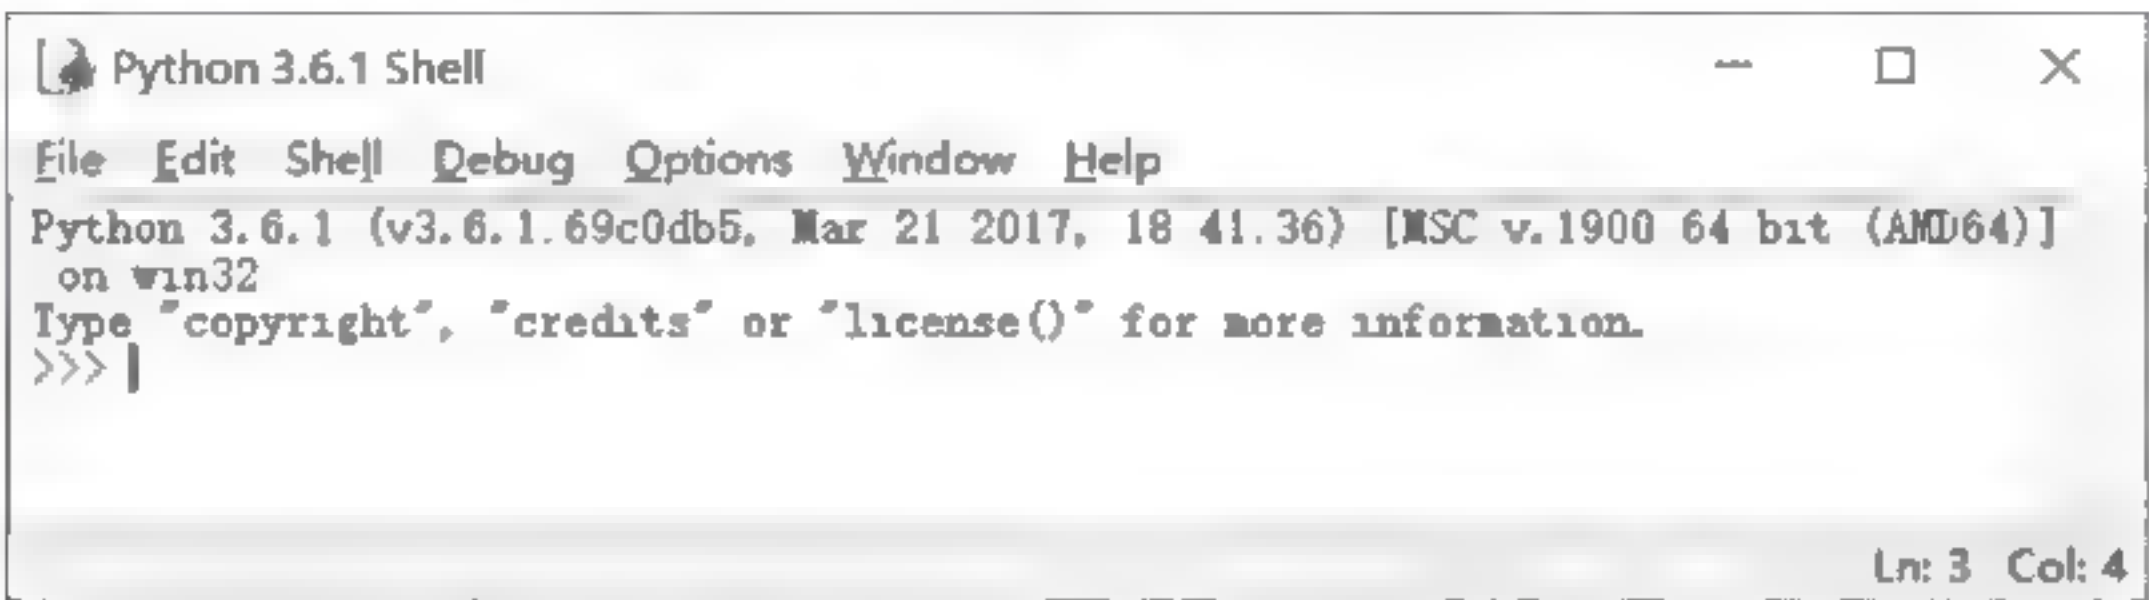 Python 3.6.1 Shell
File Edit Shell Debug Options Window Help
Python 3.6.1 (v3.6.1:69c0db5, Mar 21 2017, 18:41:36) [MSC v.1900 64 bit (AMD64)]
on win32
Type "copyright", "credits" or "license()" for more information.
>>>
Ln: 3 Col: 4